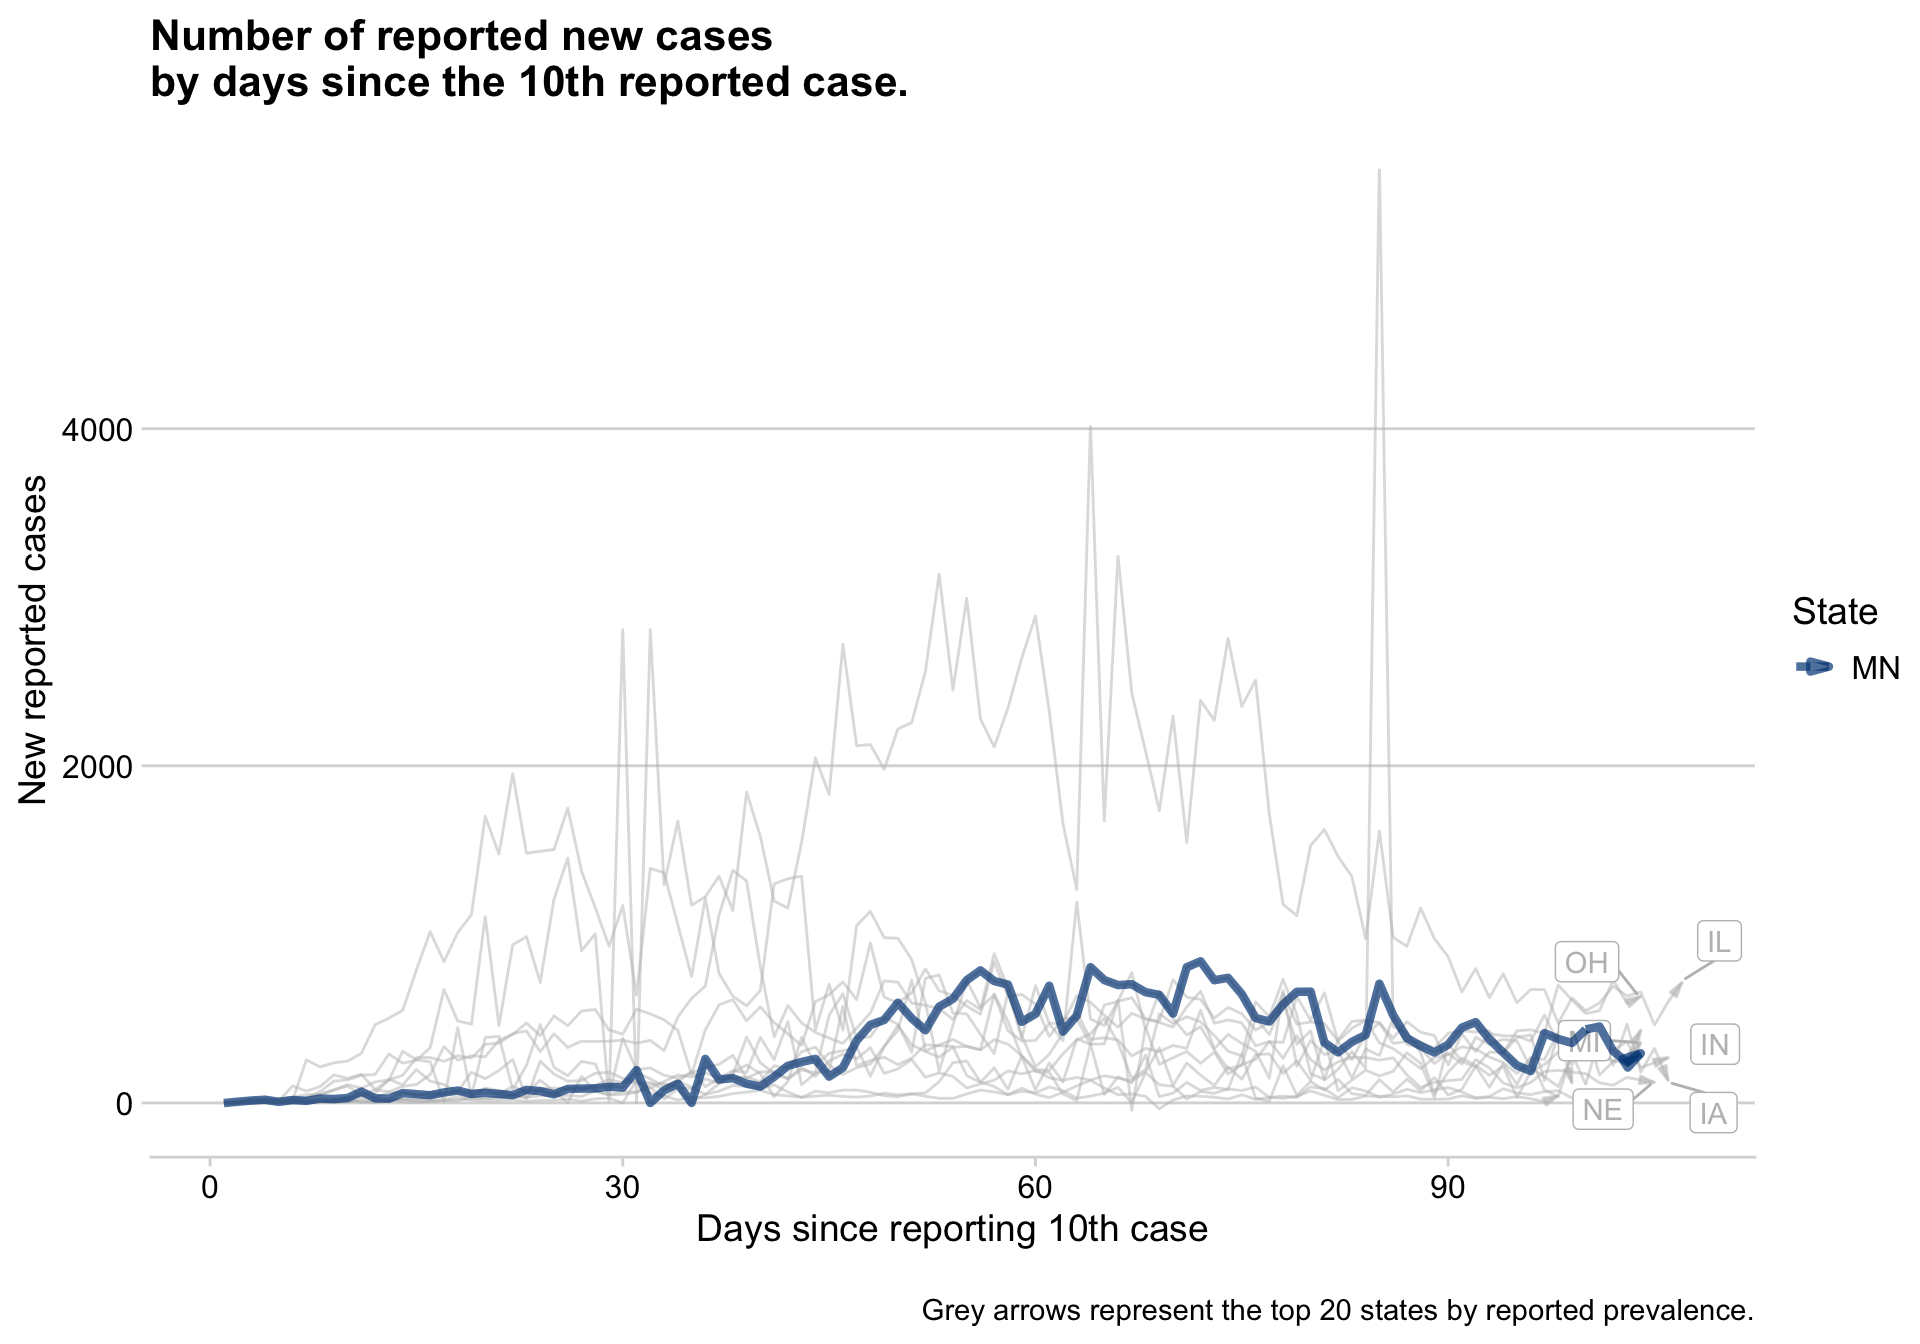 Number of reported new cases
by days since the 10th reported case.
New reported cases
4000
2000
0
0
30
60
90
Days since reporting 10th case
OH
IL
MI
IN
NE
IA
State
MN
Grey arrows represent the top 20 states by reported prevalence.